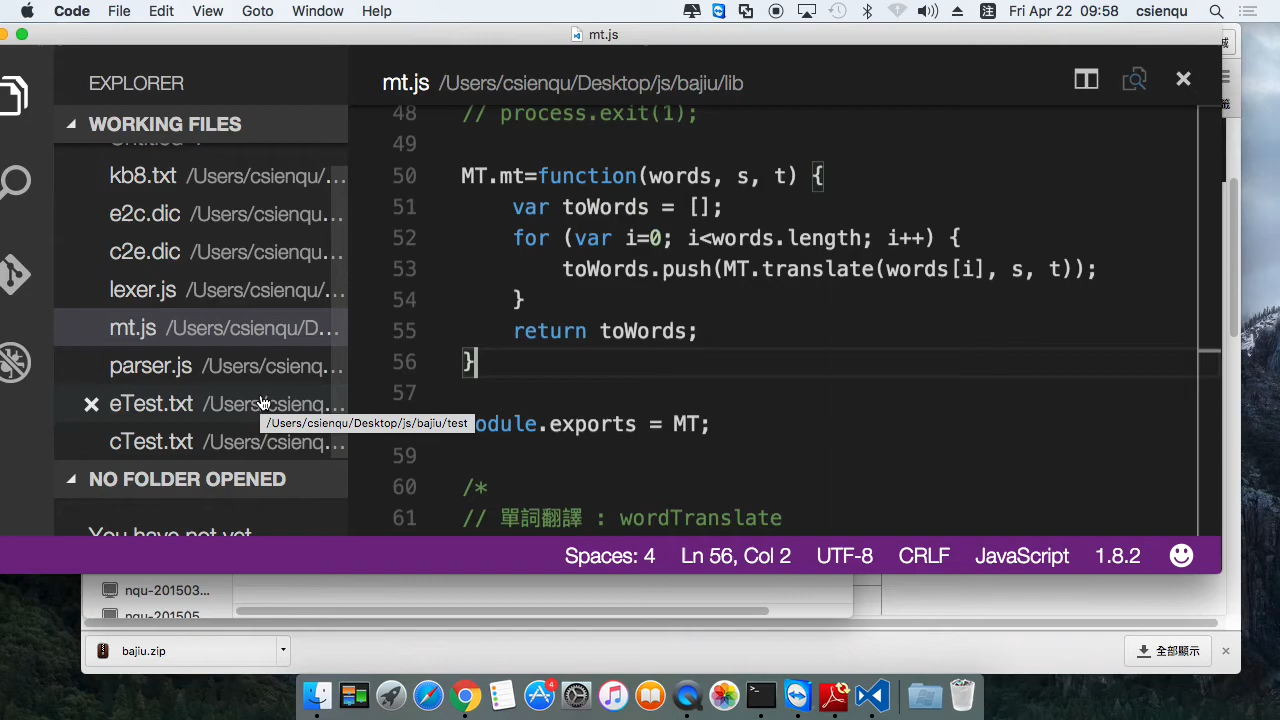 Code File Edit View Goto Window Help
注 Fri Apr 22 09:58 csienqu
mt.js
EXPLORER
WORKING FILES
kb8.txt /Users/csienqu/...
e2c.dic /Users/csienqu...
c2e.dic /Users/csienqu...
lexer.js /Users/csienqu/...
mt.js /Users/csienqu/D...
parser.js /Users/csienq...
eTest.txt /Users/csienq...
/Users/csienqu/Desktop/js/bajiu/test
cTest.txt /Users/csienq...
NO FOLDER OPENED
You have not yet
mt.js /Users/csienqu/Desktop/js/bajiu/lib
48 // process.exit(1);
49
50 MT.mt=function(words, s, t) {
51 var toWords = [];
52 for (var i=0; i<words.length; i++) {
53 toWords.push(MT.translate(words[i], s, t));
54 }
55 return toWords;
56 }
57
odule.exports = MT;
59
60 /*
61 // 單詞翻譯 : wordTranslate
Spaces: 4 Ln 56, Col 2 UTF-8 CRLF JavaScript 1.8.2
nqu-201503...
nqu-201505
bajiu.zip
全部顯示
4